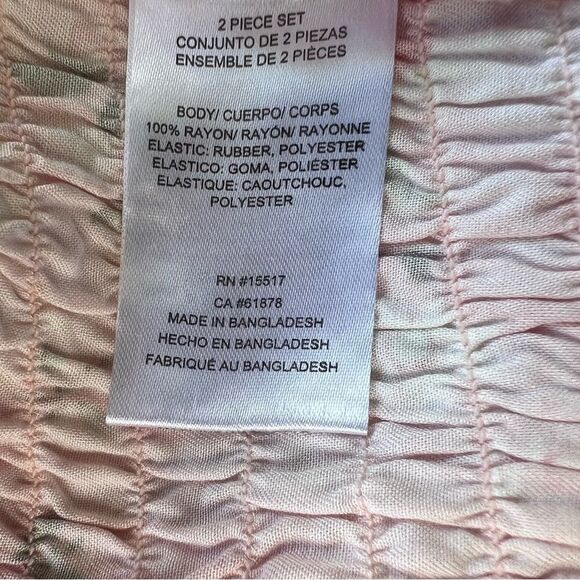 2 PIECE SET
CONJUNTO DE 2 PIEZAS
ENSEMBLE DE 2 PIÈCES
BODY/ CUERPO/ CORPS
100% RAYON/ RAYÓN/ RAYONNE
ELASTIC: RUBBER, POLYESTER
ELASTICO: GOMA, POLIÉSTER
ELASTIQUE: CAOUTCHOUC,
POLYESTER
RN #15517
CA #61878
MADE IN BANGLADESH
HECHO EN BANGLADESH
FABRIQUÉ AU BANGLADESH